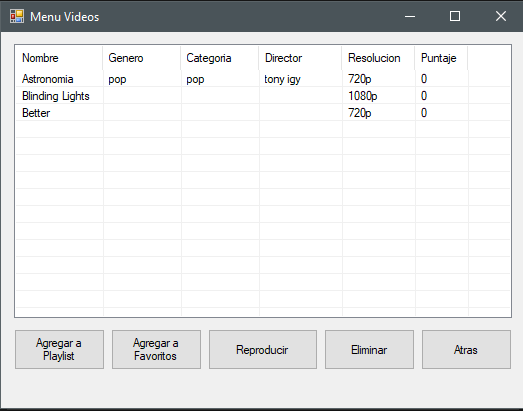 Menu Videos
Nombre Genero Categoria Director Resolucion Puntaje
Astronomia pop pop tony igy 720p 0
Blinding Lights 1080p 0
Better 720p 0
Agregar a Playlist Agregar a Favoritos Reproducir Eliminar Atras